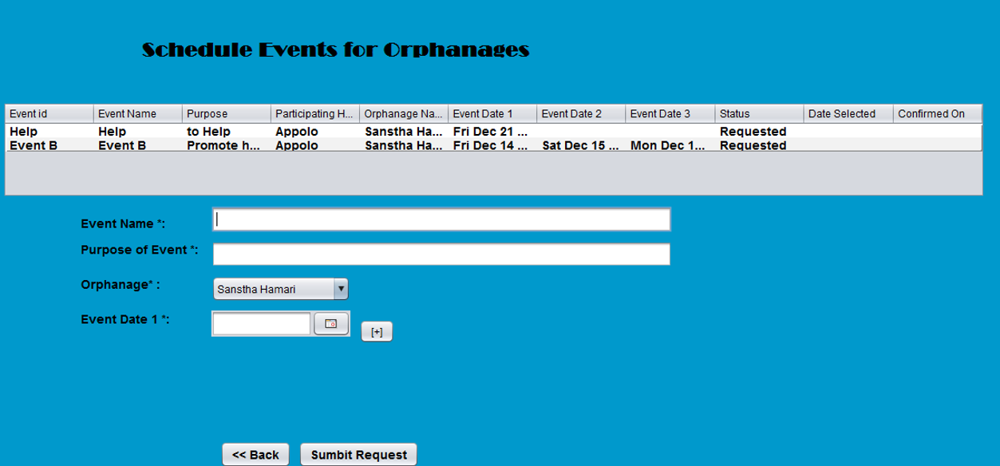 Schedule Events for Orphanages
Event id Event Name Purpose Participating H... Orphanage Na... Event Date 1 Event Date 2 Event Date 3 Status Date Selected Confirmed On
Help Help to Help Appolo Sanstha Ha... Fri Dec 21 ... Requested
Event B Event B Promote h... Appolo Sanstha Ha... Fri Dec 14 ... Sat Dec 15 ... Mon Dec 1... Requested
Event Name *:
Purpose of Event *:
Orphanage* : Sanstha Hamari
Event Date 1 *: [+]
<< Back Sumbit Request